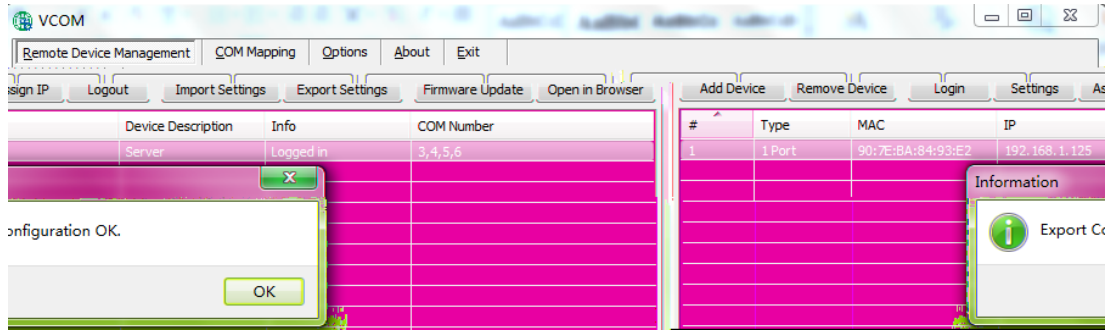 VCOM
Remote Device Management COM Mapping Options About Exit
sign IP Logout Import Settings Export Settings Firmware Update Open in Browser Add Device Remove Device Login Settings As
Device Description Info COM Number # Type MAC IP
Server Logged in 3,4,5,6 1 1 Port 90:7E:BA:84:93:E2 192.168.1.125
Information
onfiguration OK. Export Co
OK